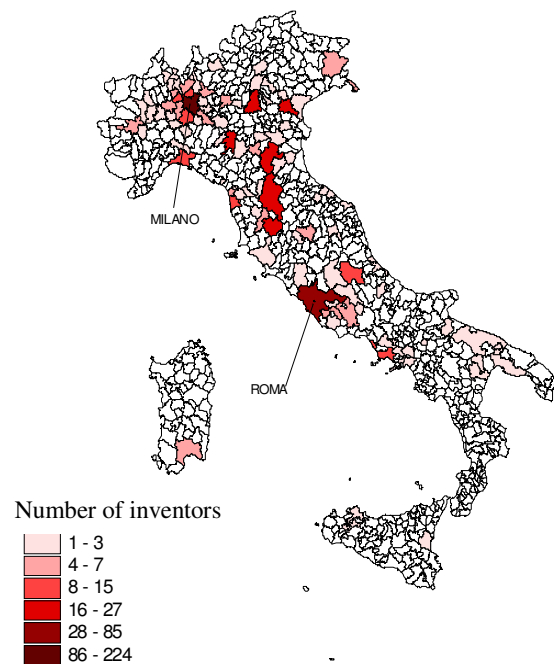 MILANO
ROMA
Number of inventors
1 - 3
4 - 7
8 - 15
16 - 27
28 - 85
86 - 224